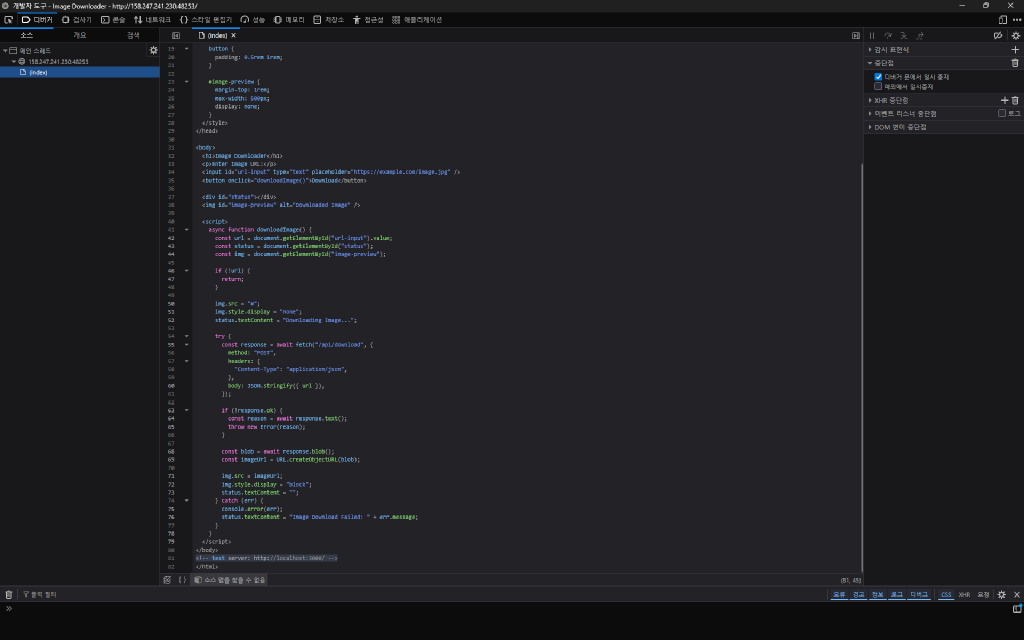 개발자 도구 - Image Downloader - http://158.247.241.230:48253/
디버거 검사기 콘솔 네트워크 스타일 편집기 성능 메모리 저장소 접근성 애플리케이션
소스 개요 검색
메인 스레드
158.247.241.230:48253
(index)
(index) ×
19 button {
20 padding: 0.5rem 1rem;
21 }
22
23 #image-preview {
24 margin-top: 1rem;
25 max-width: 600px;
26 display: none;
27 }
28 </style>
29 </head>
30
31 <body>
32 <h1>Image Downloader</h1>
33 <p>Enter Image URL:</p>
34 <input id="url-input" type="text" placeholder="https://example.com/image.jpg" />
35 <button onclick="downloadImage()">Download</button>
36
37 <div id="status"></div>
38 <img id="image-preview" alt="Downloaded Image" />
39
40 <script>
41 async function downloadImage() {
42 const url = document.getElementById("url-input").value;
43 const status = document.getElementById("status");
44 const img = document.getElementById("image-preview");
45
46 if (!url) {
47 return;
48 }
49
50 img.src = "#";
51 img.style.display = "none";
52 status.textContent = "Downloading Image...";
53
54 try {
55 const response = await fetch("/api/download", {
56 method: "POST",
57 headers: {
58 "Content-Type": "application/json",
59 },
60 body: JSON.stringify({ url }),
61 });
62
63 if (!response.ok) {
64 const reason = await response.text();
65 throw new Error(reason);
66 }
67
68 const blob = await response.blob();
69 const imageUrl = URL.createObjectURL(blob);
70
71 img.src = imageUrl;
72 img.style.display = "block";
73 status.textContent = "";
74 } catch (err) {
75 console.error(err);
76 status.textContent = "Image Download Failed: " + err.message;
77 }
78 }
79 </script>
80 </body>
81 <!-- test server: http://localhost:3000/ -->
82 </html>
{ } 소스 맵을 찾을 수 없음
(81, 45)
감시 표현식
중단점
디버거 문에서 일시 중지
예외에서 일시중지
XHR 중단점
이벤트 리스너 중단점 로그
DOM 변이 중단점
출력 필터
오류 경고 정보 로그 디버그 CSS XHR 요청